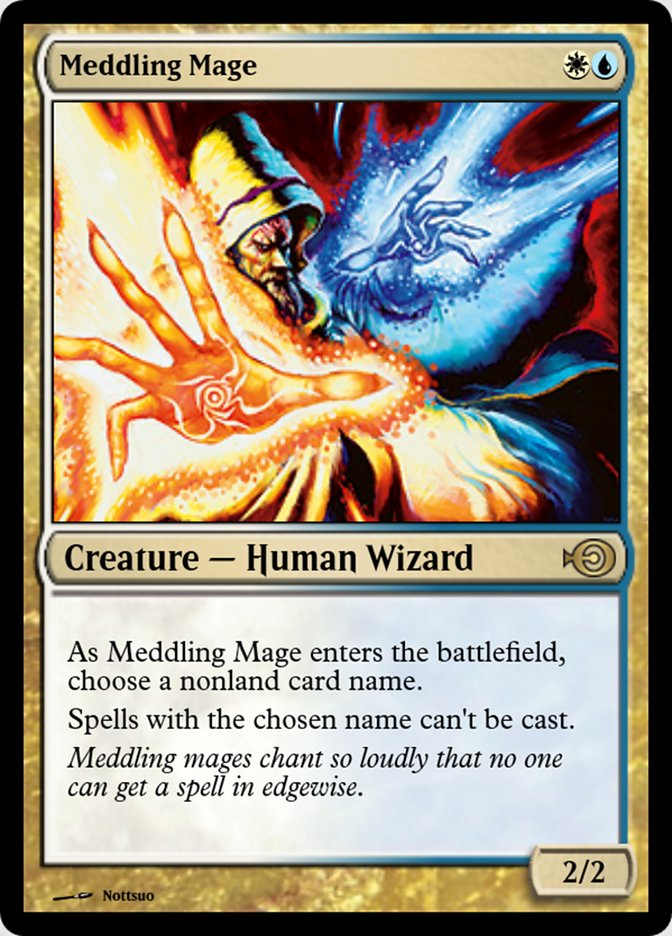 Meddling Mage
Creature — Human Wizard
As Meddling Mage enters the battlefield,
choose a nonland card name.
Spells with the chosen name can't be cast.
Meddling mages chant so loudly that no one
can get a spell in edgewise.
2/2
Nottsuo